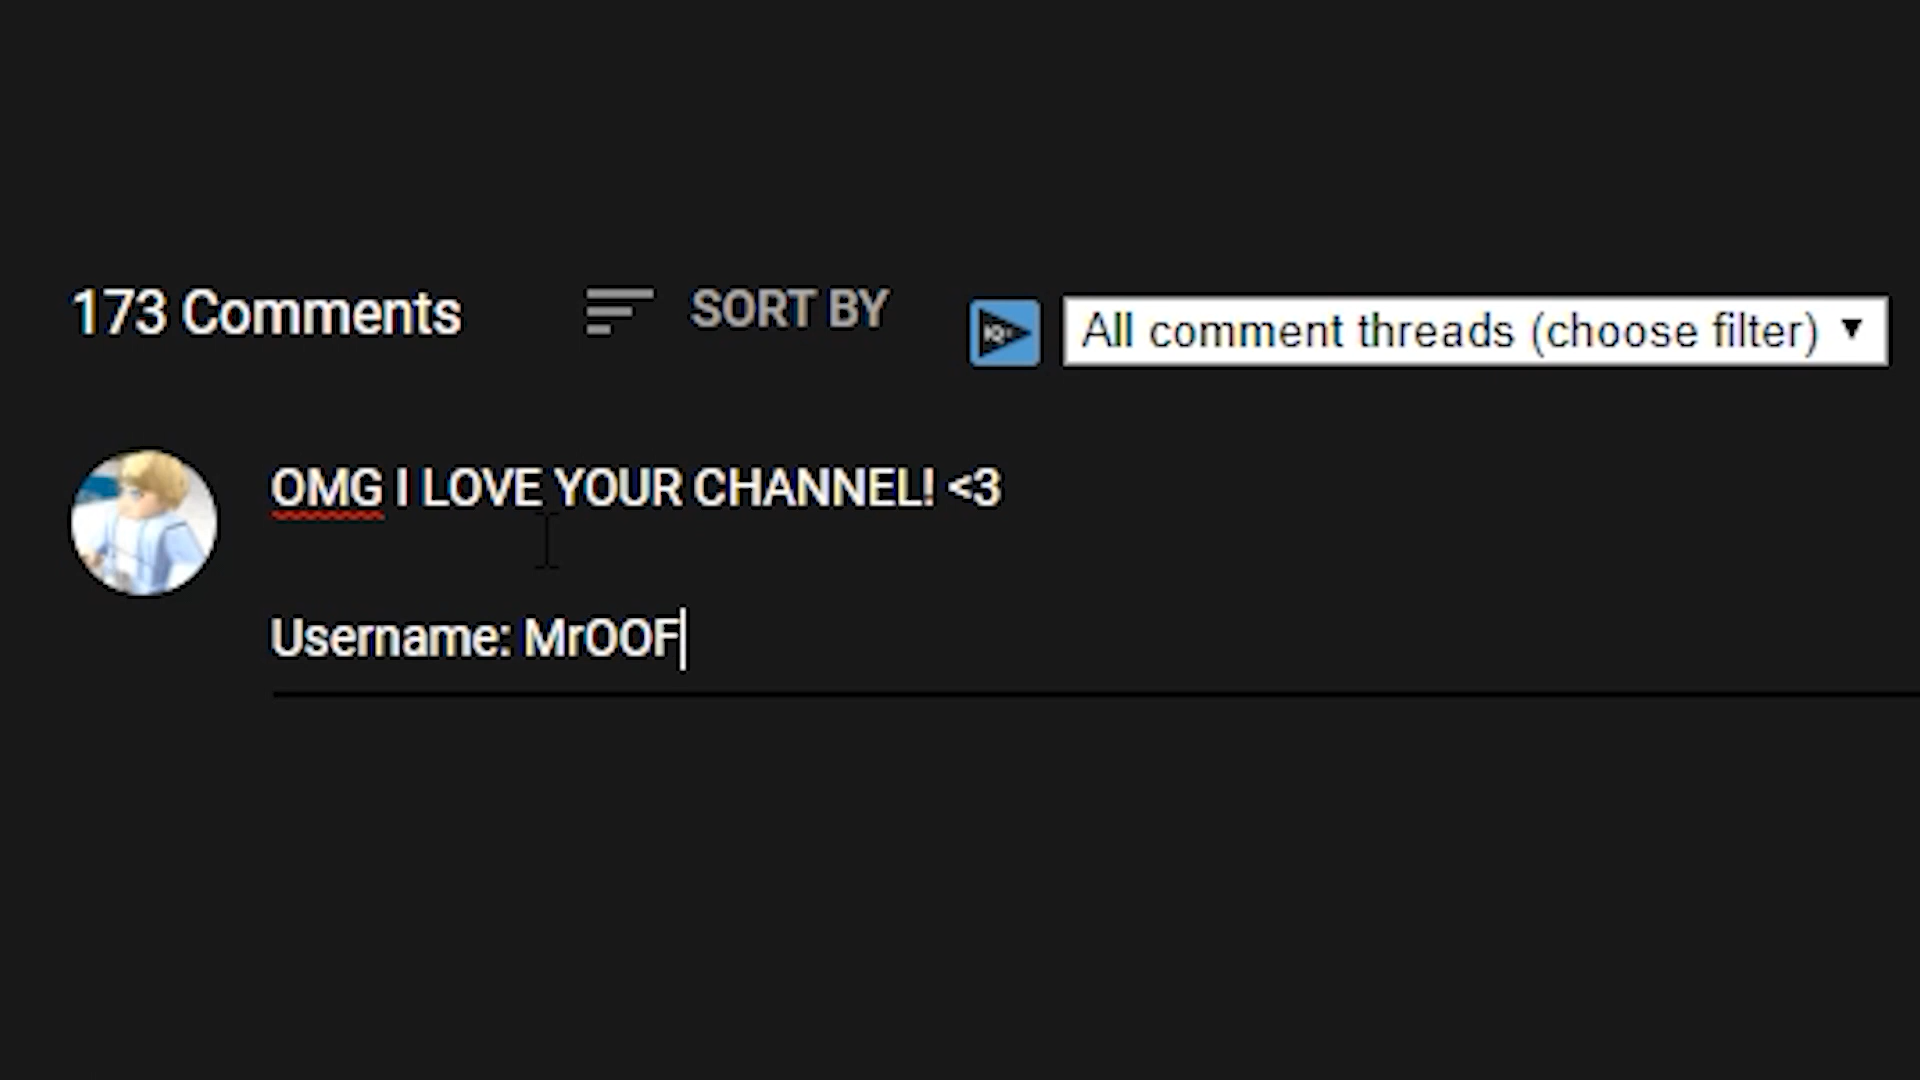 173 Comments
SORT BY
All comment threads (choose filter)
OMG I LOVE YOUR CHANNEL! <3
Username: MrOOF